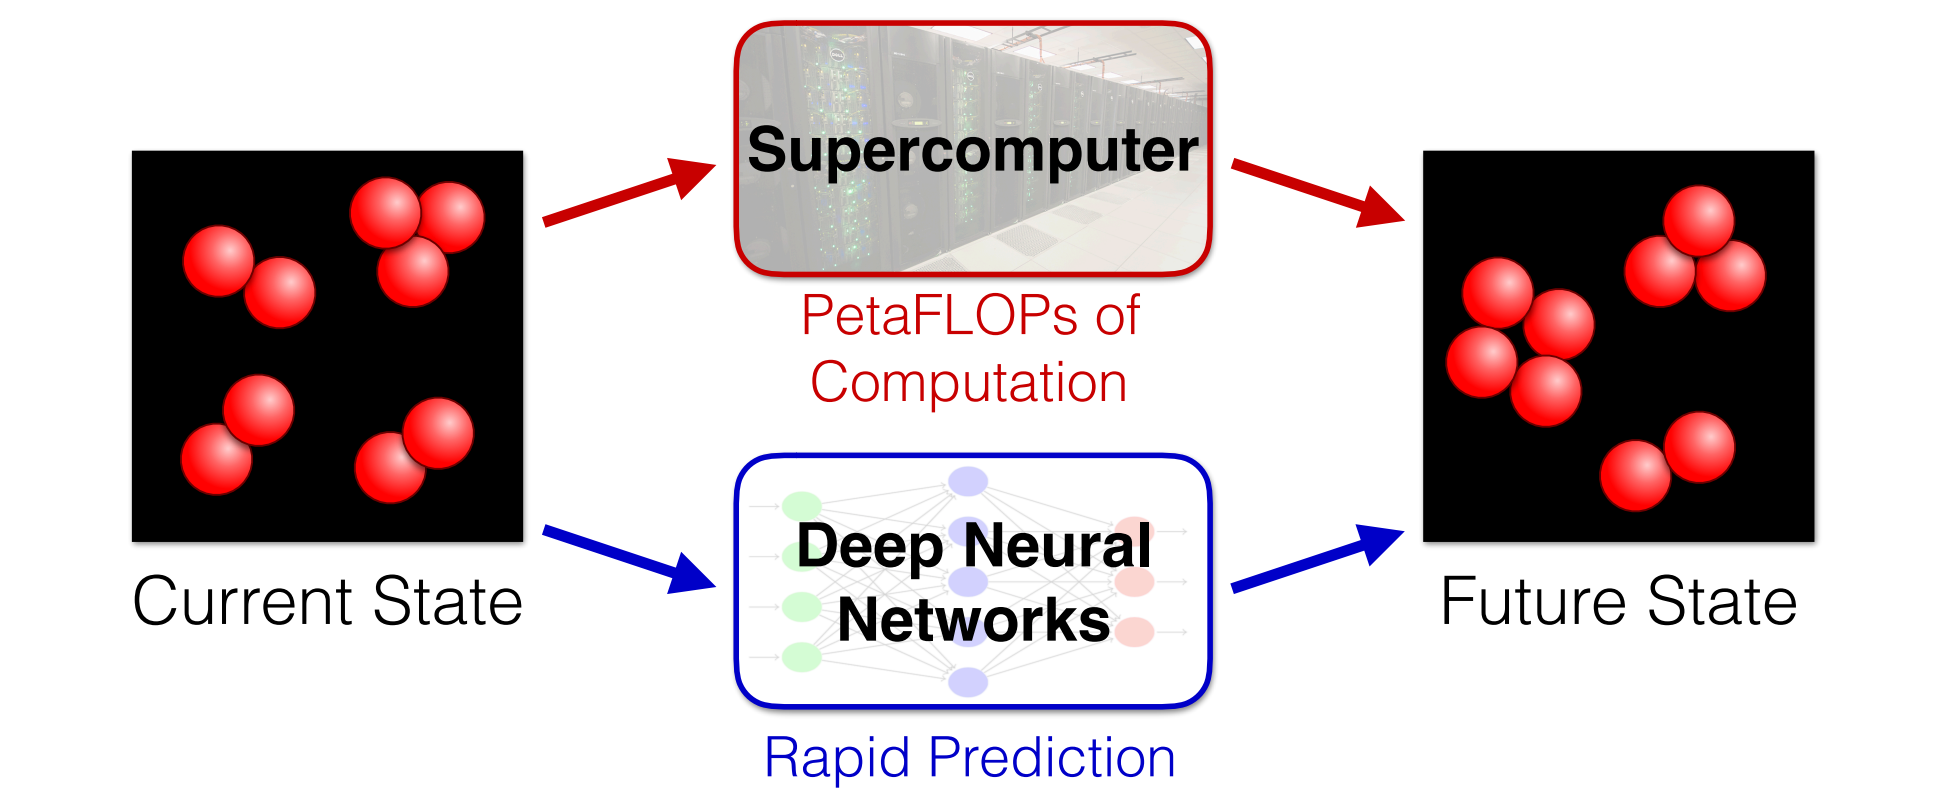 Supercomputer
PetaFLOPs of
Computation
Current State
Deep Neural
Networks
Future State
Rapid Prediction